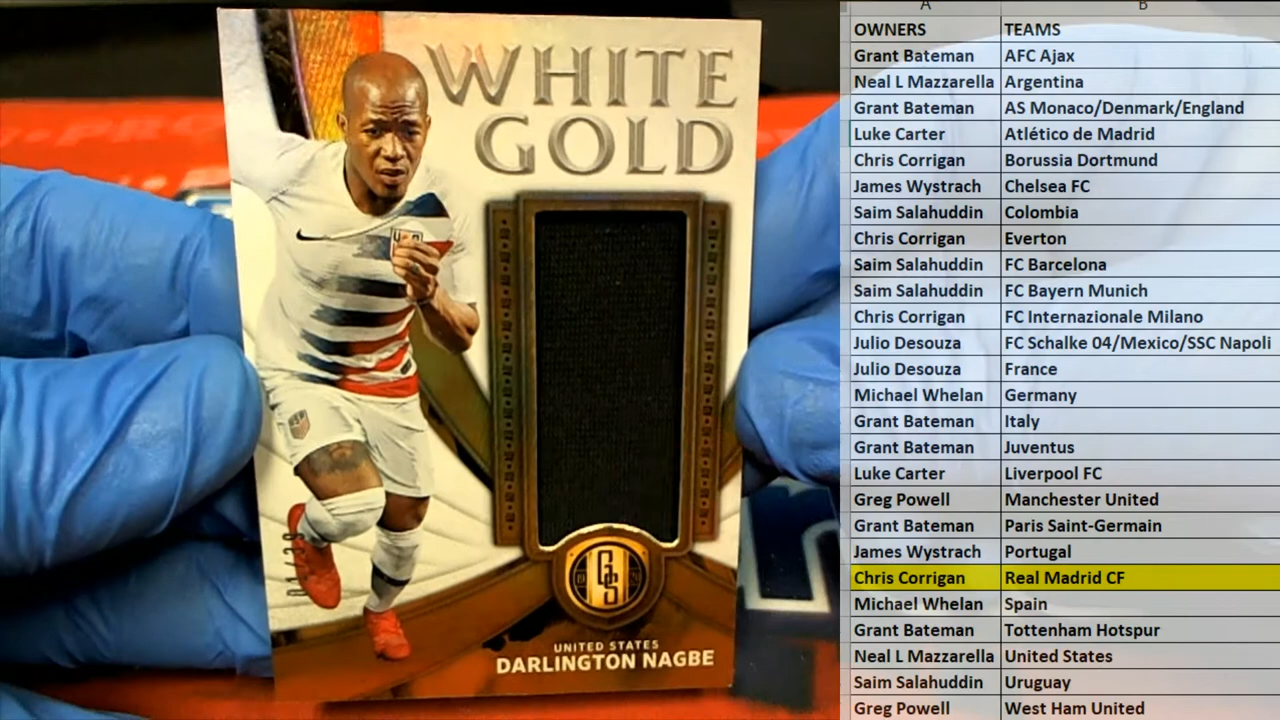 WHITE
GOLD
UNITED STATES
DARLINGTON NAGBE
GS
A B
OWNERS TEAMS
Grant Bateman AFC Ajax
Neal L Mazzarella Argentina
Grant Bateman AS Monaco/Denmark/England
Luke Carter Atlético de Madrid
Chris Corrigan Borussia Dortmund
James Wystrach Chelsea FC
Saim Salahuddin Colombia
Chris Corrigan Everton
Saim Salahuddin FC Barcelona
Saim Salahuddin FC Bayern Munich
Chris Corrigan FC Internazionale Milano
Julio Desouza FC Schalke 04/Mexico/SSC Napoli
Julio Desouza France
Michael Whelan Germany
Grant Bateman Italy
Grant Bateman Juventus
Luke Carter Liverpool FC
Greg Powell Manchester United
Grant Bateman Paris Saint-Germain
James Wystrach Portugal
Chris Corrigan Real Madrid CF
Michael Whelan Spain
Grant Bateman Tottenham Hotspur
Neal L Mazzarella United States
Saim Salahuddin Uruguay
Greg Powell West Ham United